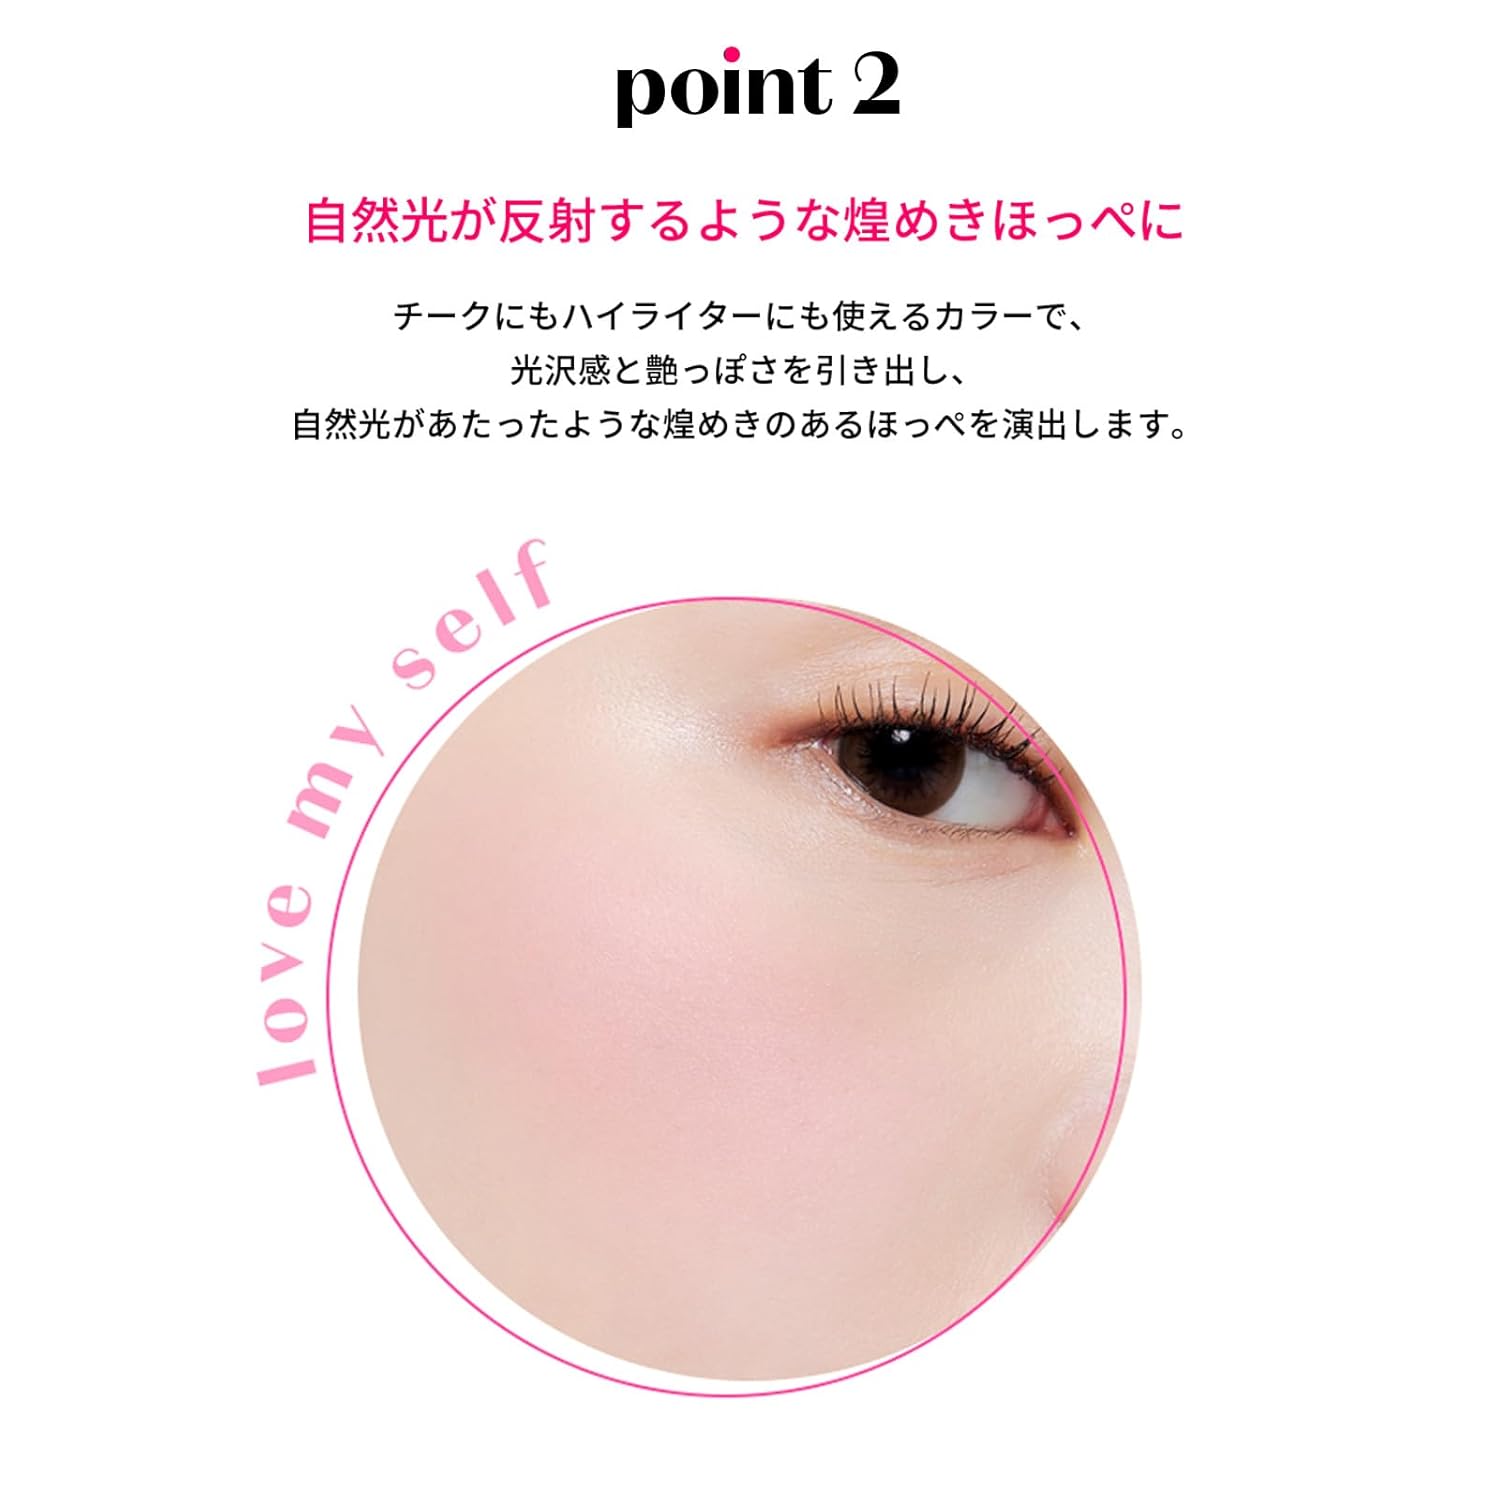 point 2
自然光が反射するような煌めきほっぺに
チークにもハイライターにも使えるカラーで、
光沢感と艶っぽさを引き出し、
自然光があたったような煌めきのあるほっぺを演出します。
love my self